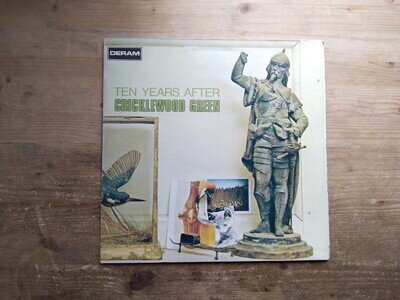 DERAM
TEN YEARS AFTER
CRICKLEWOOD GREEN